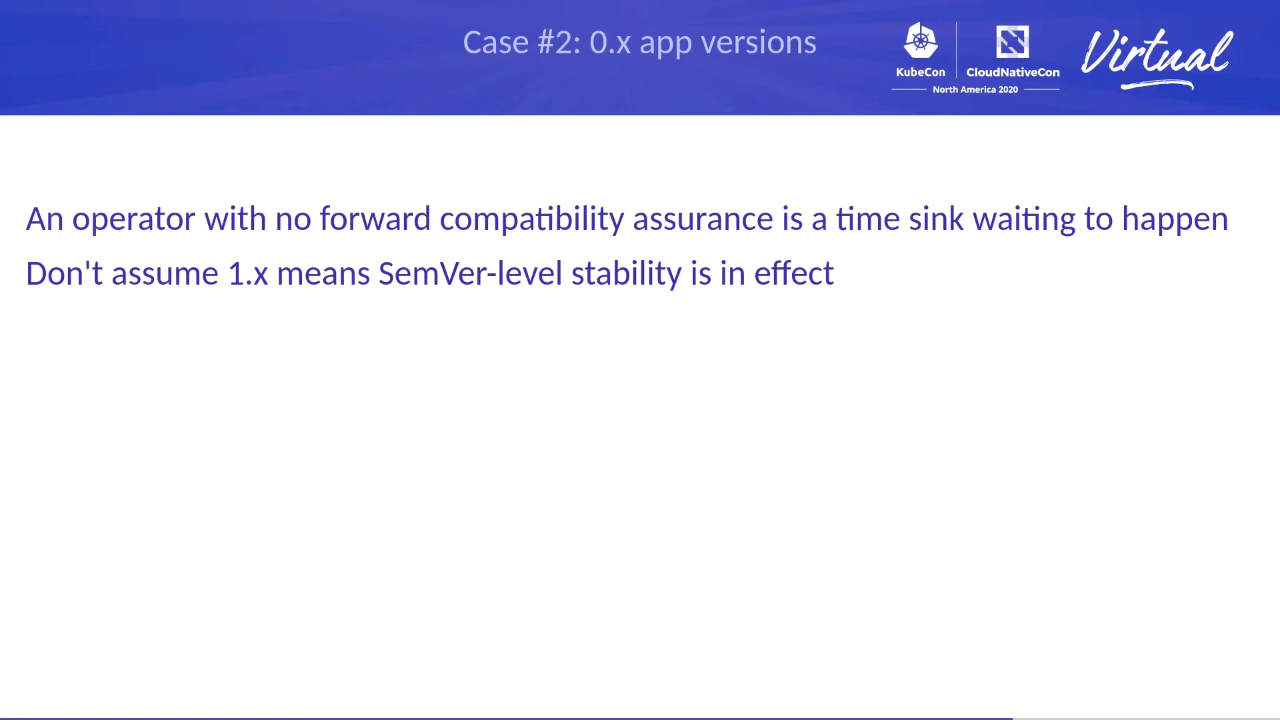 Case #2: 0.x app versions
KubeCon
CloudNativeCon
North America 2020
Virtual
An operator with no forward compatibility assurance is a time sink waiting to happen
Don't assume 1.x means SemVer-level stability is in effect